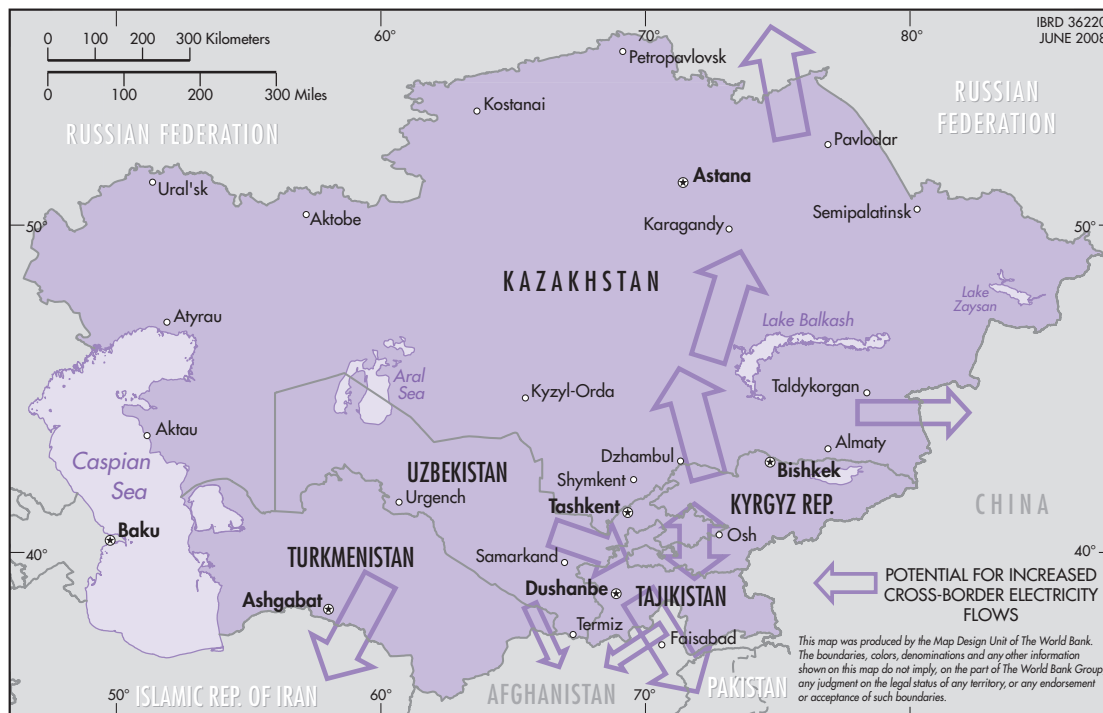 IBRD 36220
JUNE 2008
0 100 200 300 Kilometers
0 100 200 300 Miles
60° 70° 80°
Petropavlovsk
Kostanai
RUSSIAN FEDERATION
RUSSIAN
FEDERATION
Pavlodar
Ural'sk
Astana
Aktobe
Semipalatinsk
50° 50°
Karagandy
KAZAKHSTAN
Lake
Zaysan
Atyrau
Lake Balkash
Aral
Sea
Kyzyl-Orda
Taldykorgan
Aktau
Almaty
Caspian
Sea
Dzhambul
Bishkek
UZBEKISTAN
Shymkent
Urgench
Tashkent
KYRGYZ REP.
CHINA
Baku
Osh
40° 40°
TURKMENISTAN
Samarkand
Dushanbe
TAJIKISTAN
Ashgabat
Termiz
Faisabad
POTENTIAL FOR INCREASED
CROSS-BORDER ELECTRICITY
FLOWS
This map was produced by the Map Design Unit of The World Bank.
The boundaries, colors, denominations and any other information
shown on this map do not imply, on the part of The World Bank Group,
any judgment on the legal status of any territory, or any endorsement
or acceptance of such boundaries.
ISLAMIC REP. OF IRAN
AFGHANISTAN
PAKISTAN
50° 60° 70°